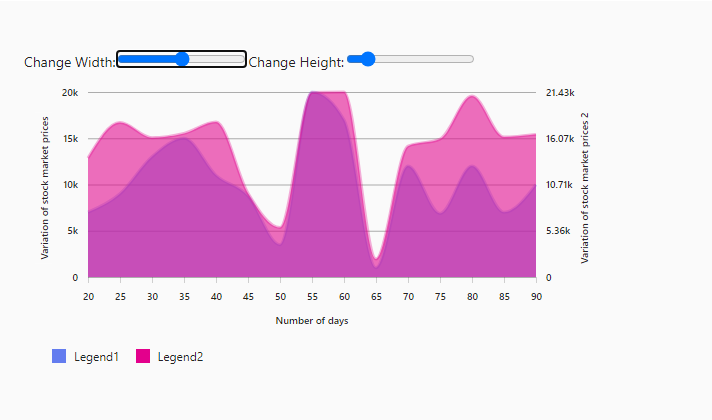 Change Width: Change Height:
20k 21.43k
15k 16.07k
10k 10.71k
5k 5.36k
0 0
Variation of stock market prices
Variation of stock market prices 2
20 25 30 35 40 45 50 55 60 65 70 75 80 85 90
Number of days
Legend1 Legend2